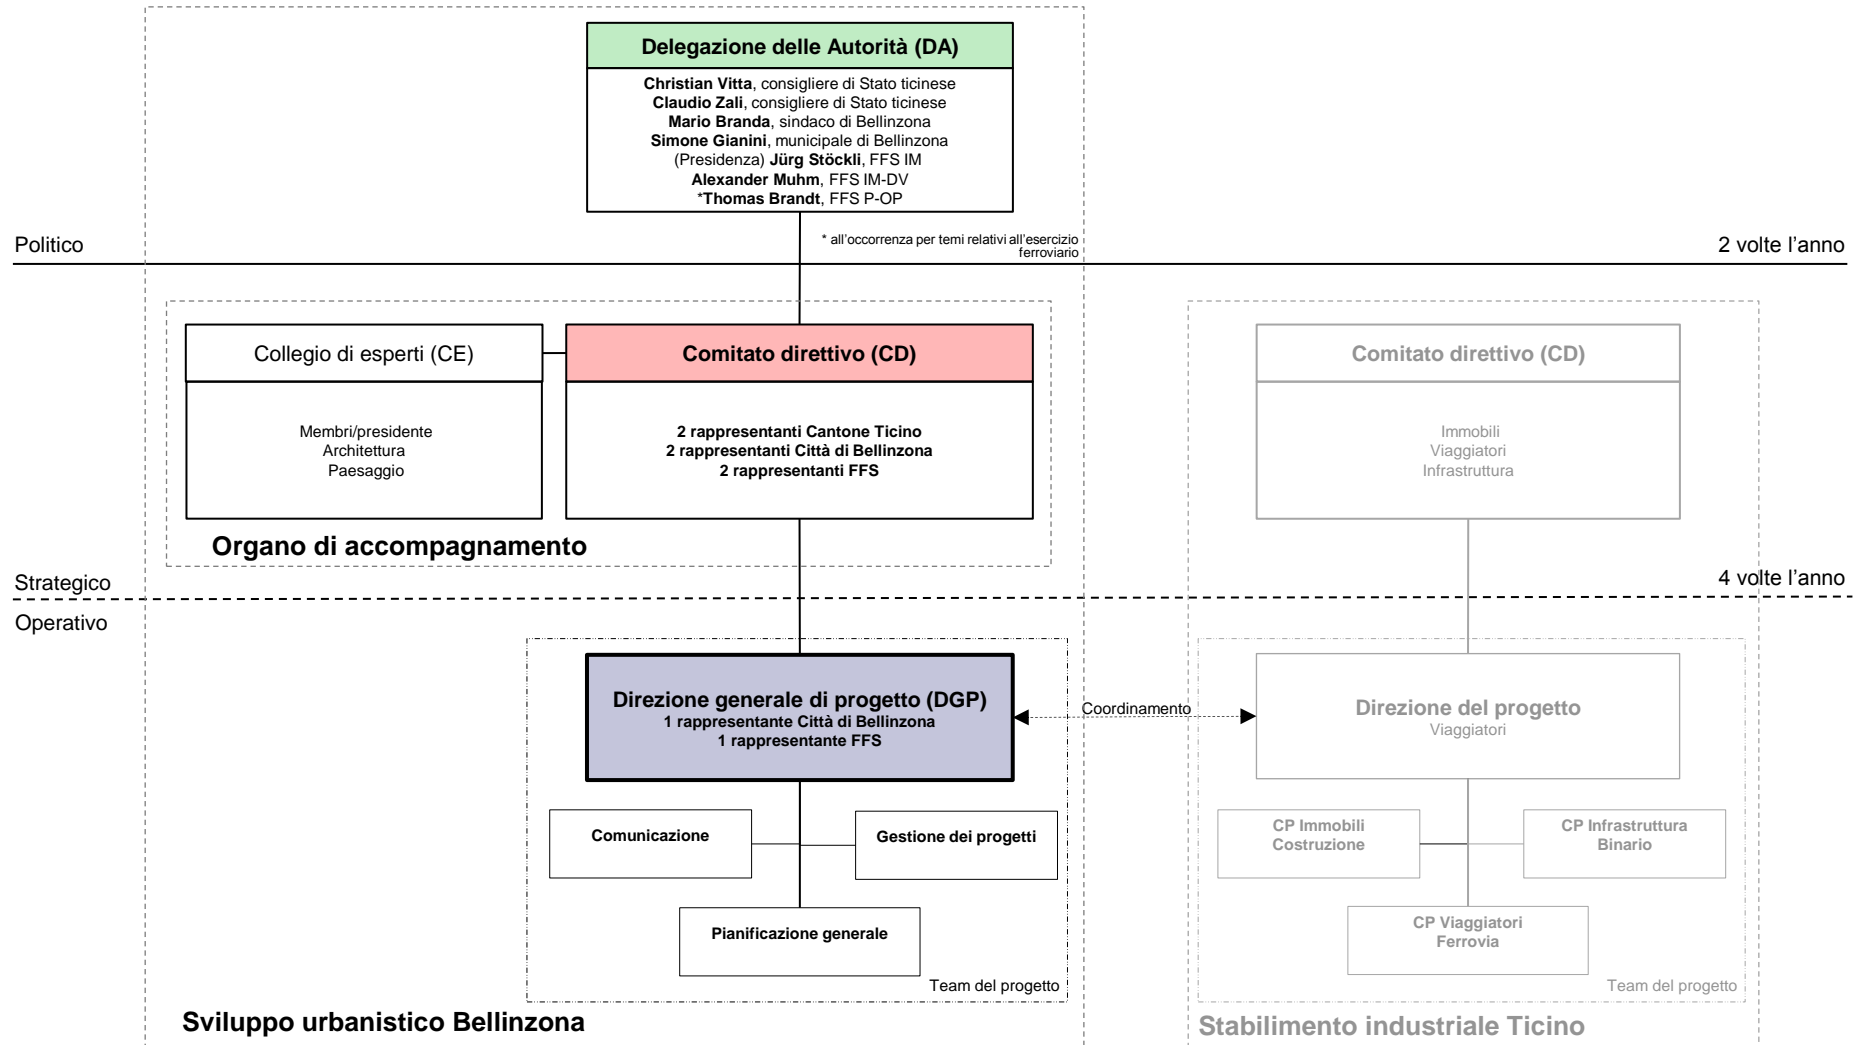 Delegazione delle Autorità (DA)
Christian Vitta, consigliere di Stato ticinese
Claudio Zali, consigliere di Stato ticinese
Mario Branda, sindaco di Bellinzona
Simone Gianini, municipale di Bellinzona
(Presidenza) Jürg Stöckli, FFS IM
Alexander Muhm, FFS IM-DV
*Thomas Brandt, FFS P-OP
Politico
* all'occorrenza per temi relativi all'esercizio
ferroviario
2 volte l'anno
Collegio di esperti (CE)
Membri/presidente
Architettura
Paesaggio
Comitato direttivo (CD)
2 rappresentanti Cantone Ticino
2 rappresentanti Città di Bellinzona
2 rappresentanti FFS
Organo di accompagnamento
Comitato direttivo (CD)
Immobili
Viaggiatori
Infrastruttura
Strategico
4 volte l'anno
Operativo
Direzione generale di progetto (DGP)
1 rappresentante Città di Bellinzona
1 rappresentante FFS
Coordinamento
Direzione del progetto
Viaggiatori
Comunicazione
Gestione dei progetti
Pianificazione generale
Team del progetto
CP Immobili
Costruzione
CP Infrastruttura
Binario
CP Viaggiatori
Ferrovia
Team del progetto
Sviluppo urbanistico Bellinzona
Stabilimento industriale Ticino